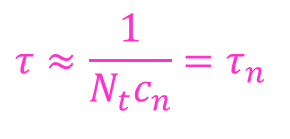 τ ≈ 1 / (N_t c_n) = τ_n